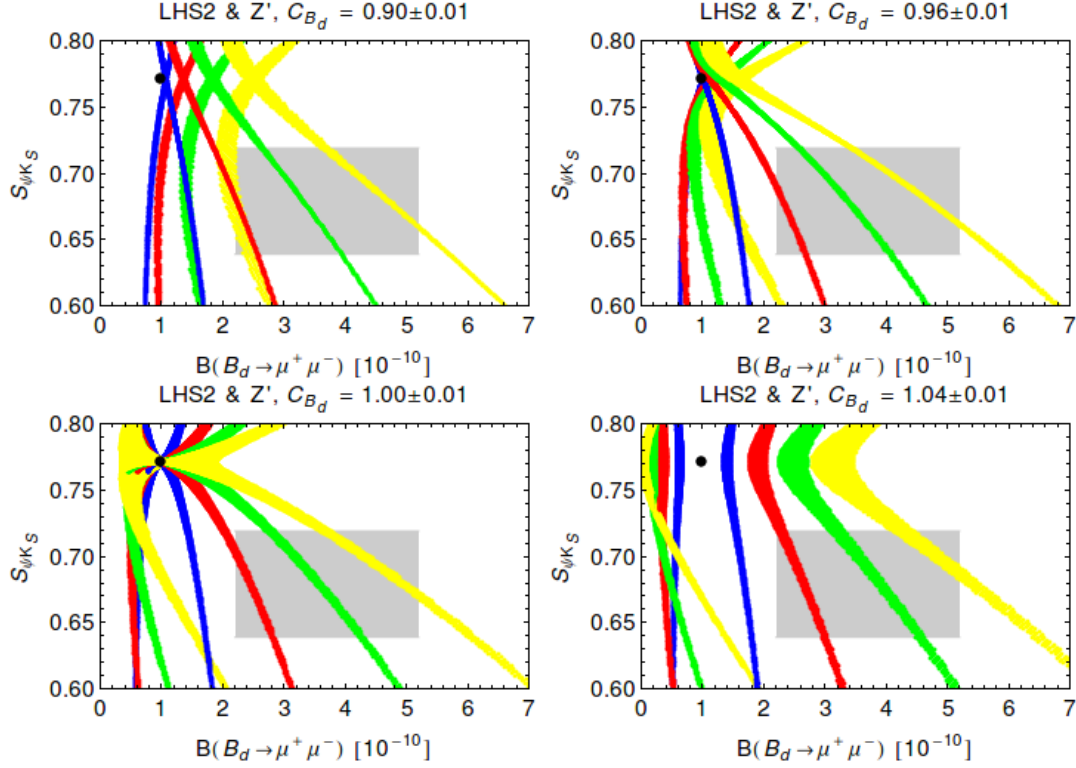 LHS2 & Z', C_{B_d} = 0.90±0.01
0.80
0.75
0.70
0.65
0.60
S_{ψK_S}
0 1 2 3 4 5 6 7
B(B_d→μ⁺μ⁻) [10⁻¹⁰]
LHS2 & Z', C_{B_d} = 0.96±0.01
0.80
0.75
0.70
0.65
0.60
S_{ψK_S}
0 1 2 3 4 5 6 7
B(B_d→μ⁺μ⁻) [10⁻¹⁰]
LHS2 & Z', C_{B_d} = 1.00±0.01
0.80
0.75
0.70
0.65
0.60
S_{ψK_S}
0 1 2 3 4 5 6 7
B(B_d→μ⁺μ⁻) [10⁻¹⁰]
LHS2 & Z', C_{B_d} = 1.04±0.01
0.80
0.75
0.70
0.65
0.60
S_{ψK_S}
0 1 2 3 4 5 6 7
B(B_d→μ⁺μ⁻) [10⁻¹⁰]